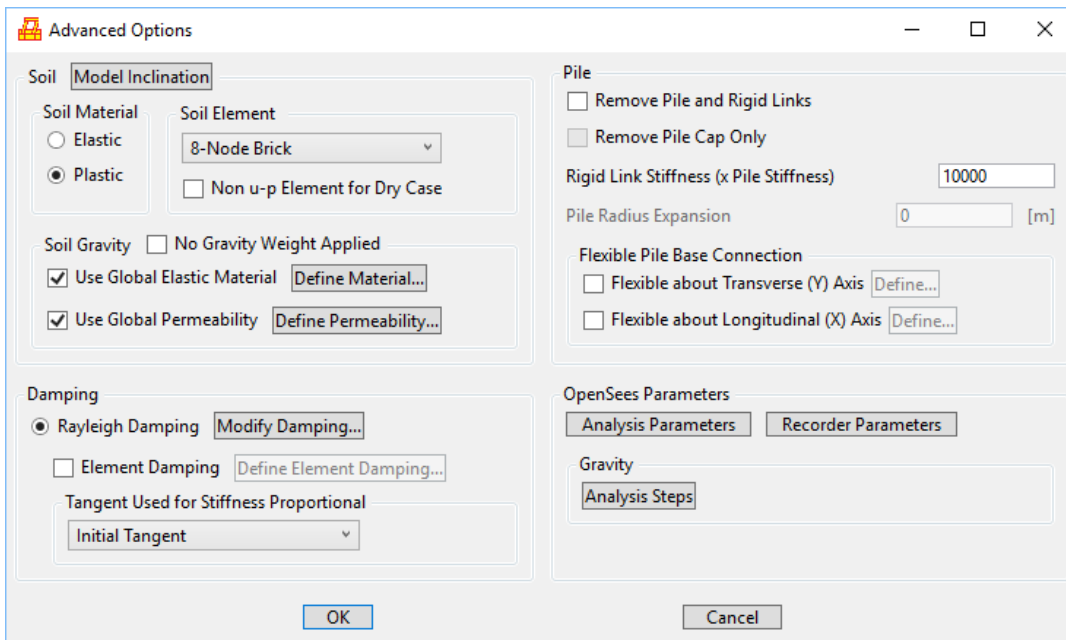 Advanced Options
Soil Model Inclination
Soil Material
Elastic
Plastic
Soil Element
8-Node Brick
Non u-p Element for Dry Case
Soil Gravity No Gravity Weight Applied
Use Global Elastic Material Define Material...
Use Global Permeability Define Permeability...
Damping
Rayleigh Damping Modify Damping...
Element Damping Define Element Damping...
Tangent Used for Stiffness Proportional
Initial Tangent
Pile
Remove Pile and Rigid Links
Remove Pile Cap Only
Rigid Link Stiffness (x Pile Stiffness) 10000
Pile Radius Expansion 0 [m]
Flexible Pile Base Connection
Flexible about Transverse (Y) Axis Define...
Flexible about Longitudinal (X) Axis Define...
OpenSees Parameters
Analysis Parameters Recorder Parameters
Gravity
Analysis Steps
OK Cancel